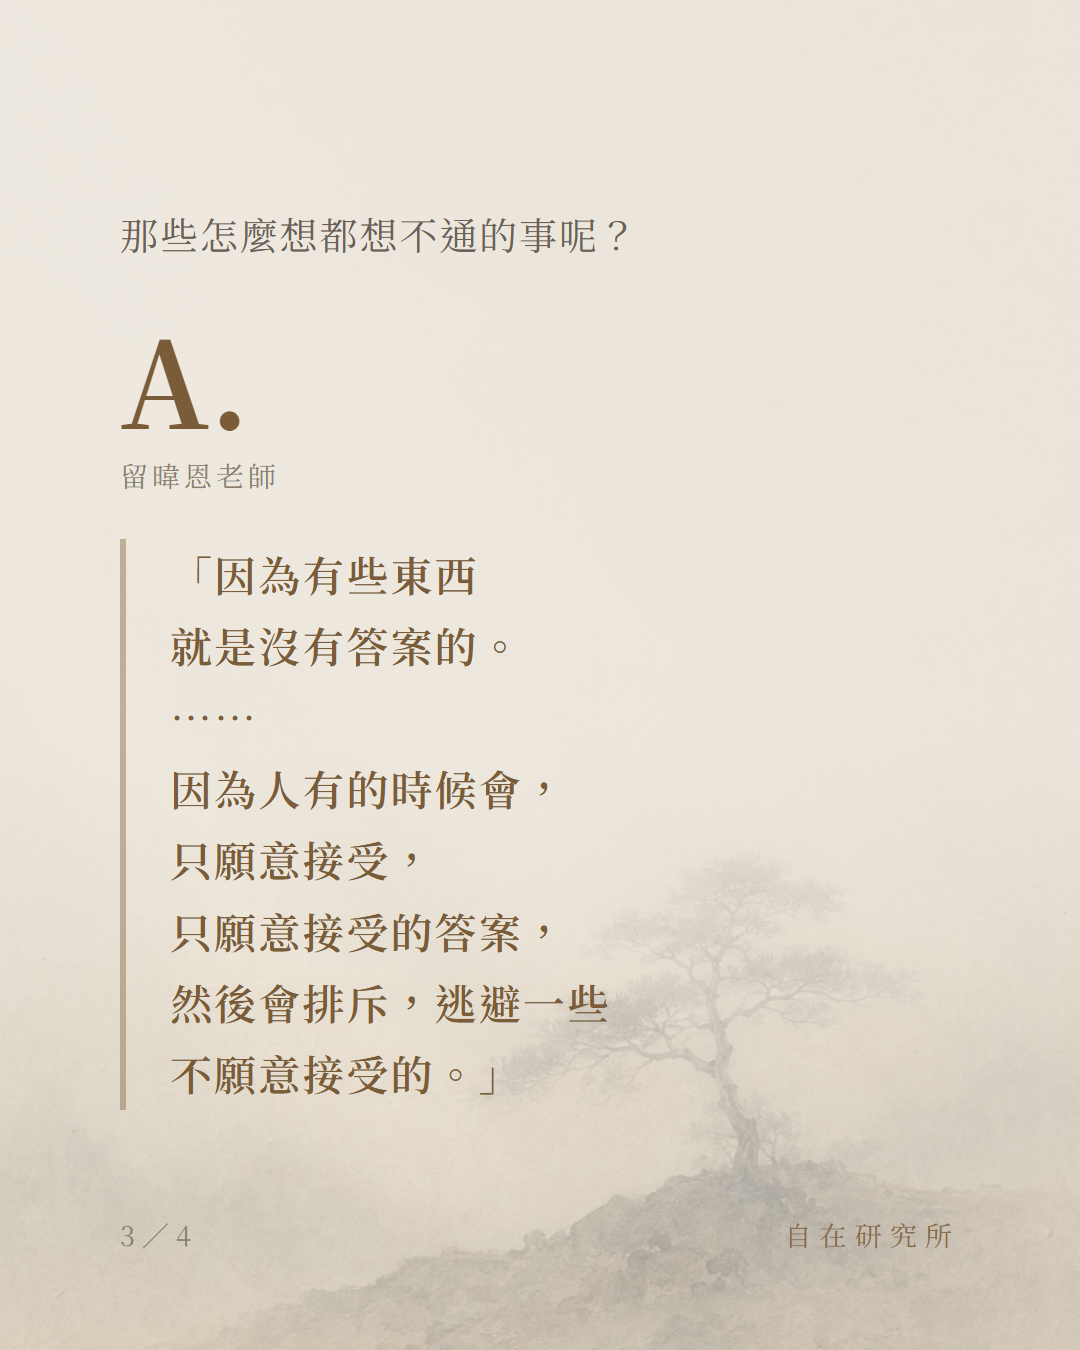 那些怎麼想都想不通的事呢？
A.
留暐恩老師
「因為有些東西
就是沒有答案的。
……
因為人有的時候會，
只願意接受，
只願意接受的答案，
然後會排斥，逃避一些
不願意接受的。」
3／4
自在研究所